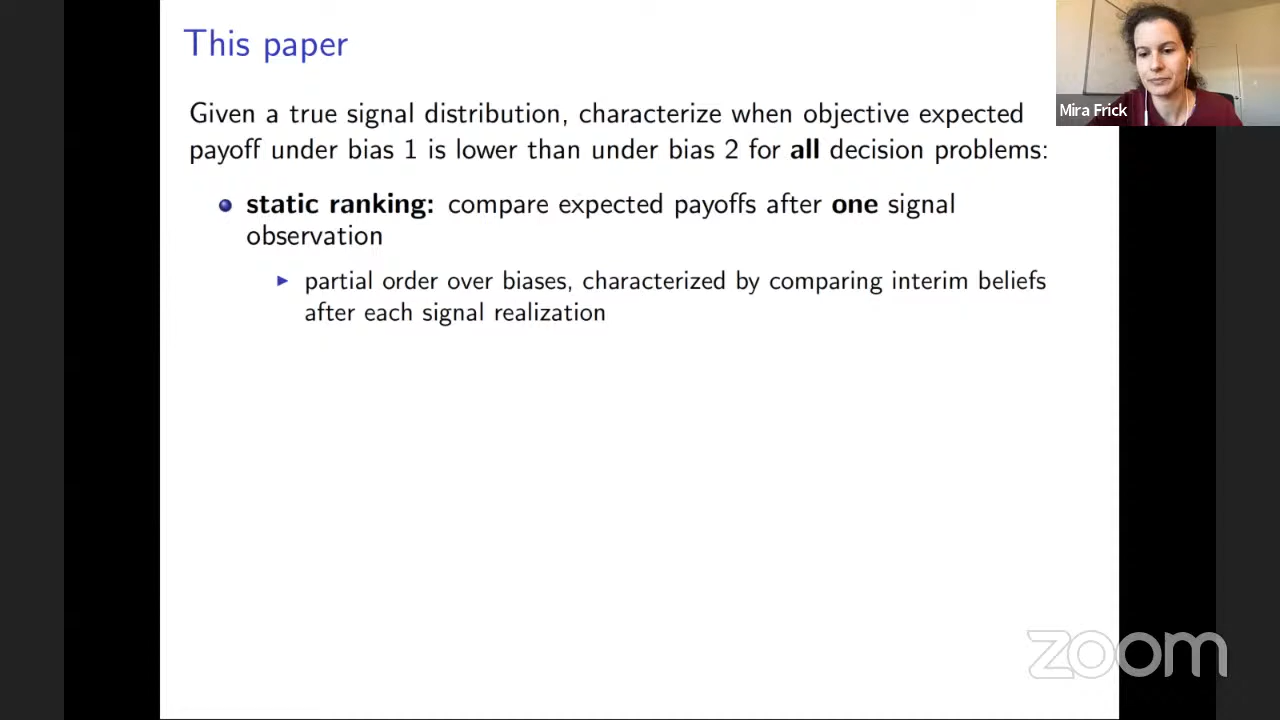 This paper
Given a true signal distribution, characterize when objective expected
payoff under bias 1 is lower than under bias 2 for all decision problems:
static ranking: compare expected payoffs after one signal
observation
partial order over biases, characterized by comparing interim beliefs
after each signal realization
Mira Frick
zoom